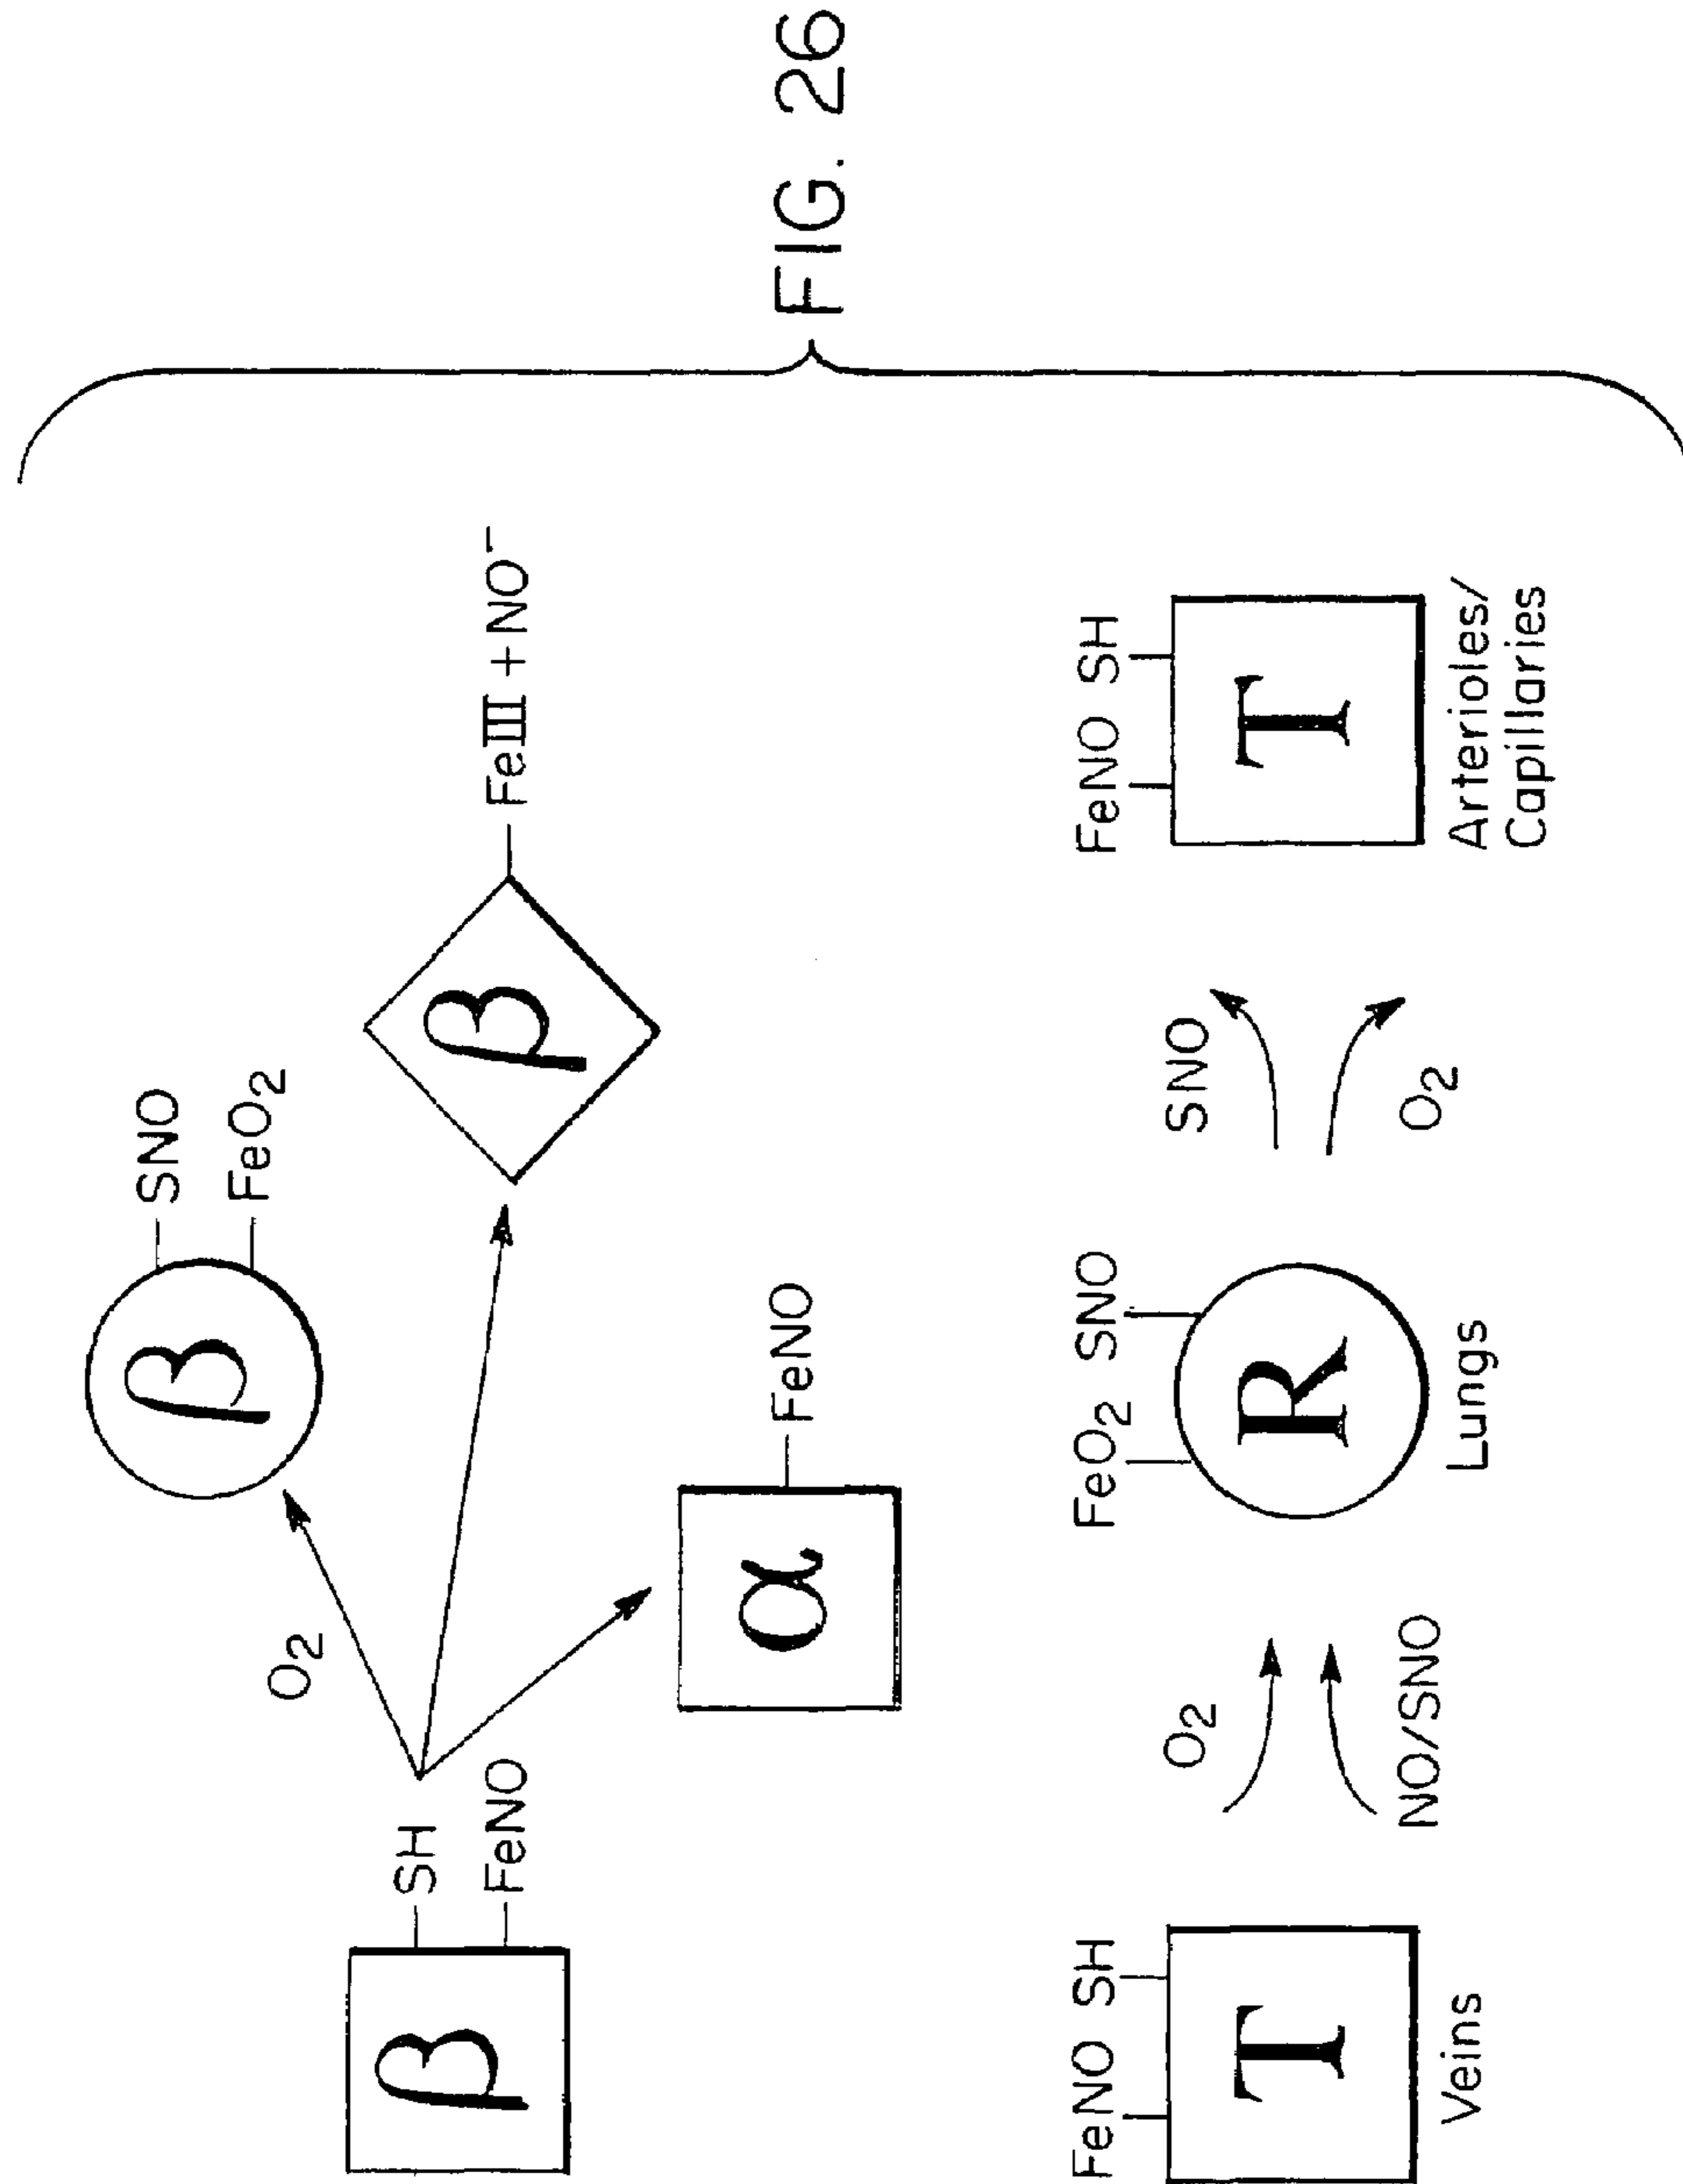 β
SH
FeNO
O2
β
SNO
FeO2
β
FeIII + NO−
α
FeNO
FeNO SH
T
Veins
O2
NO/SNO
FeO2 SNO
R
Lungs
SNO
O2
FeNO SH
T
Arterioles/
Capillaries
FIG. 26